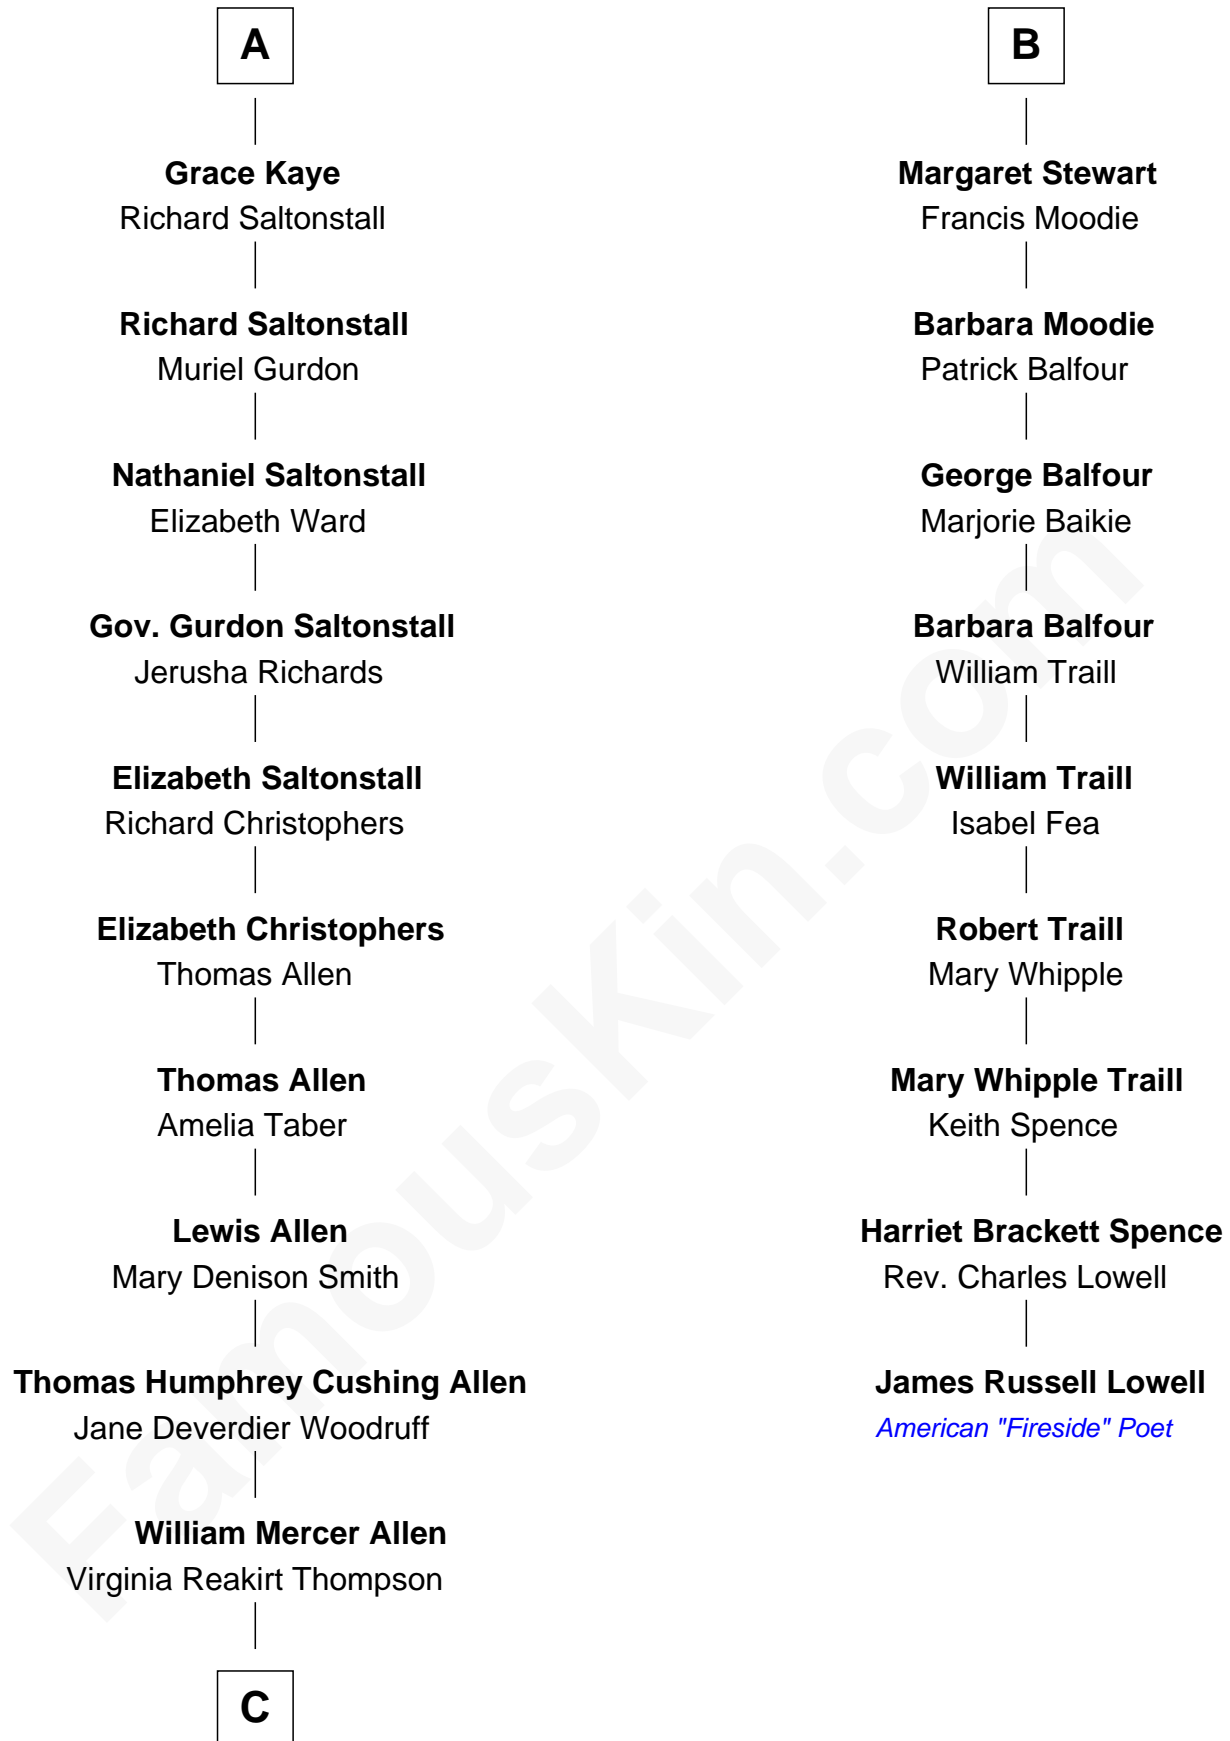 A
Grace Kaye
Richard Saltonstall
Richard Saltonstall
Muriel Gurdon
Nathaniel Saltonstall
Elizabeth Ward
Gov. Gurdon Saltonstall
Jerusha Richards
Elizabeth Saltonstall
Richard Christophers
Elizabeth Christophers
Thomas Allen
Thomas Allen
Amelia Taber
Lewis Allen
Mary Denison Smith
Thomas Humphrey Cushing Allen
Jane Deverdier Woodruff
William Mercer Allen
Virginia Reakirt Thompson
C
B
Margaret Stewart
Francis Moodie
Barbara Moodie
Patrick Balfour
George Balfour
Marjorie Baikie
Barbara Balfour
William Traill
William Traill
Isabel Fea
Robert Traill
Mary Whipple
Mary Whipple Traill
Keith Spence
Harriet Brackett Spence
Rev. Charles Lowell
James Russell Lowell
American "Fireside" Poet
FamousKin.com